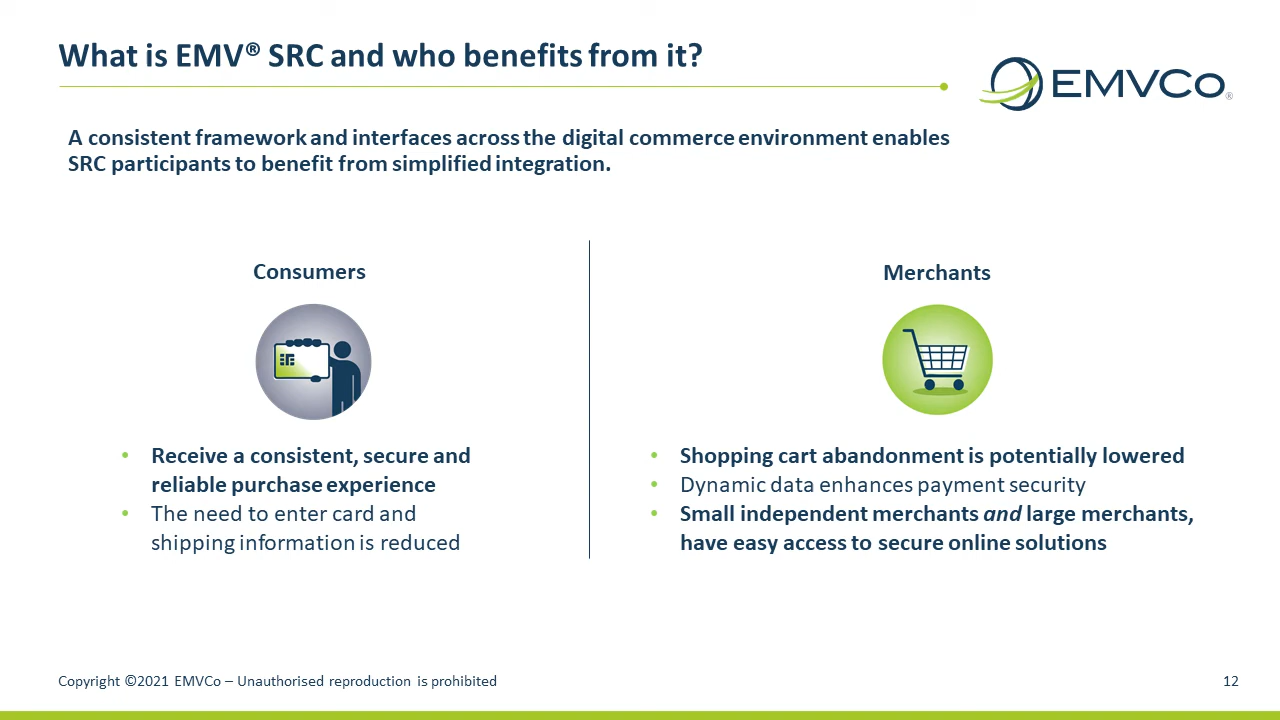 What is EMV® SRC and who benefits from it?
EMVCo®
A consistent framework and interfaces across the digital commerce environment enables
SRC participants to benefit from simplified integration.
Consumers
• Receive a consistent, secure and
reliable purchase experience
• The need to enter card and
shipping information is reduced
Merchants
• Shopping cart abandonment is potentially lowered
• Dynamic data enhances payment security
• Small independent merchants and large merchants,
have easy access to secure online solutions
Copyright ©2021 EMVCo – Unauthorised reproduction is prohibited
12